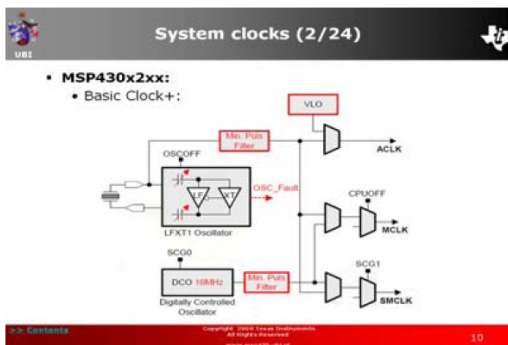 System clocks (2/24)
UBI
▪ MSP430x2xx:
• Basic Clock+:
VLO
Min. Puls
Filter
ACLK
OSCOFF
OSC_Fault
LF
XT
CPUOFF
LFXT1 Oscillator
MCLK
SCG0
SCG1
DCO 16MHz
Min. Puls
Filter
Digitally Controlled
Oscillator
SMCLK
>> Contents
Copyright 2009 Texas Instruments
All Rights Reserved
10